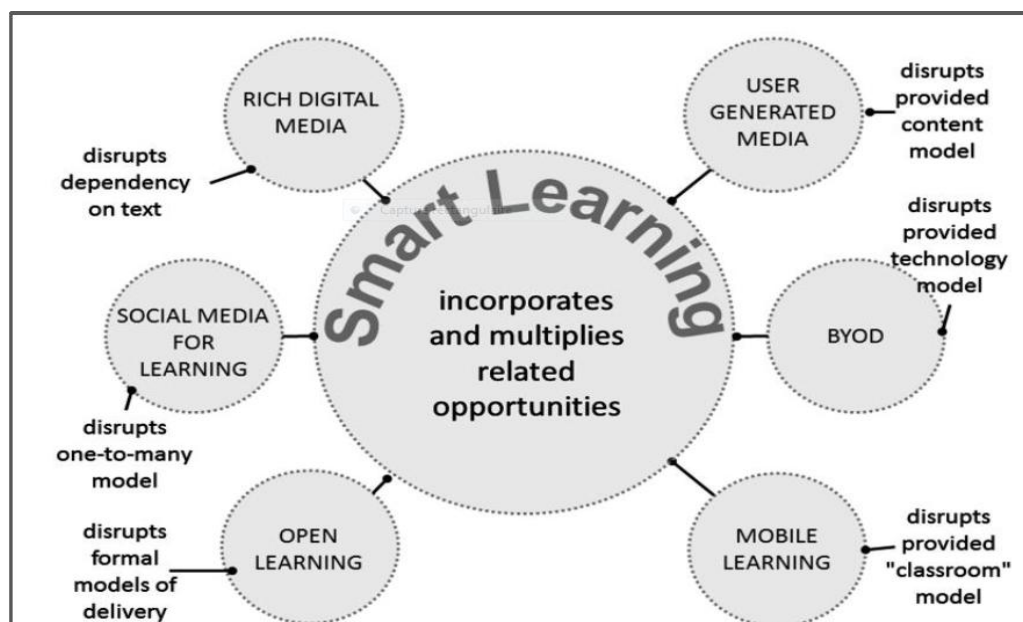 RICH DIGITAL
MEDIA
disrupts
dependency
on text
USER
GENERATED
MEDIA
disrupts
provided
content
model
Smart Learning
incorporates
and multiplies
related
opportunities
SOCIAL MEDIA
FOR
LEARNING
disrupts
one-to-many
model
BYOD
disrupts
provided
technology
model
OPEN
LEARNING
disrupts
formal
models of
delivery
MOBILE
LEARNING
disrupts
provided
"classroom"
model